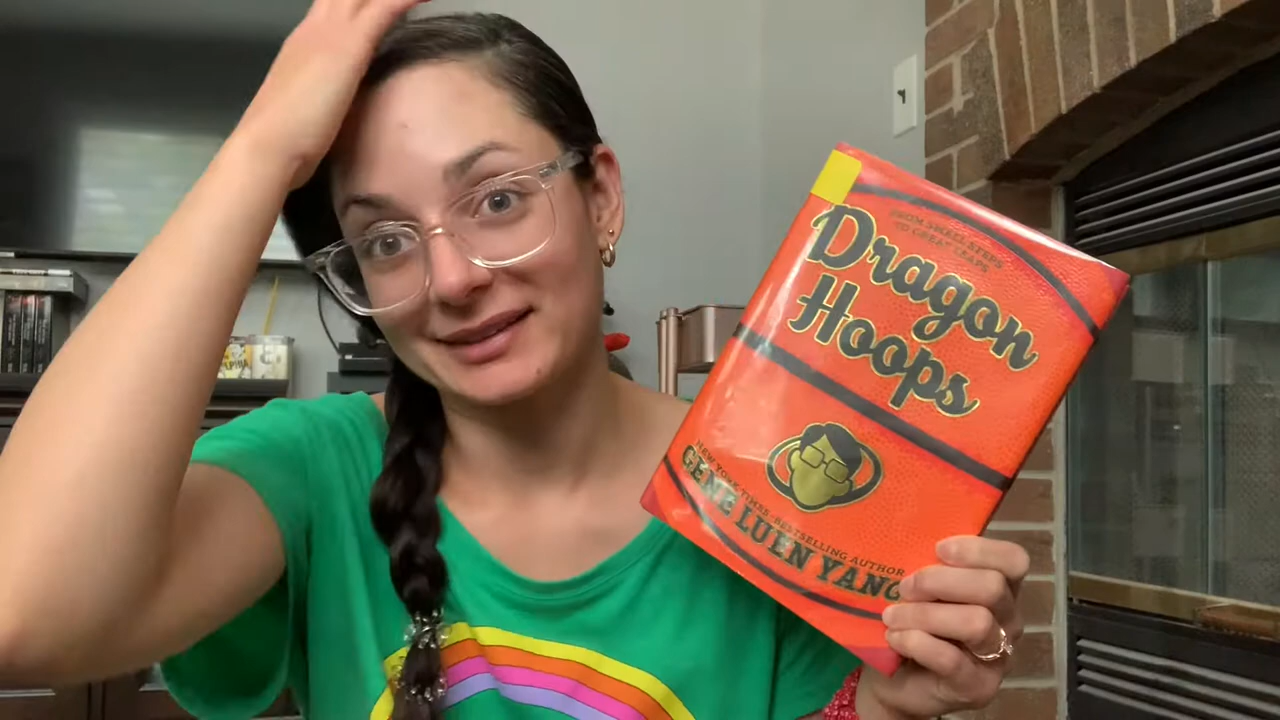 FROM SMALL STEPS
TO GREAT LEAPS
Dragon
Hoops
NEW YORK TIMES-BESTSELLING AUTHOR
GENE LUEN YANG